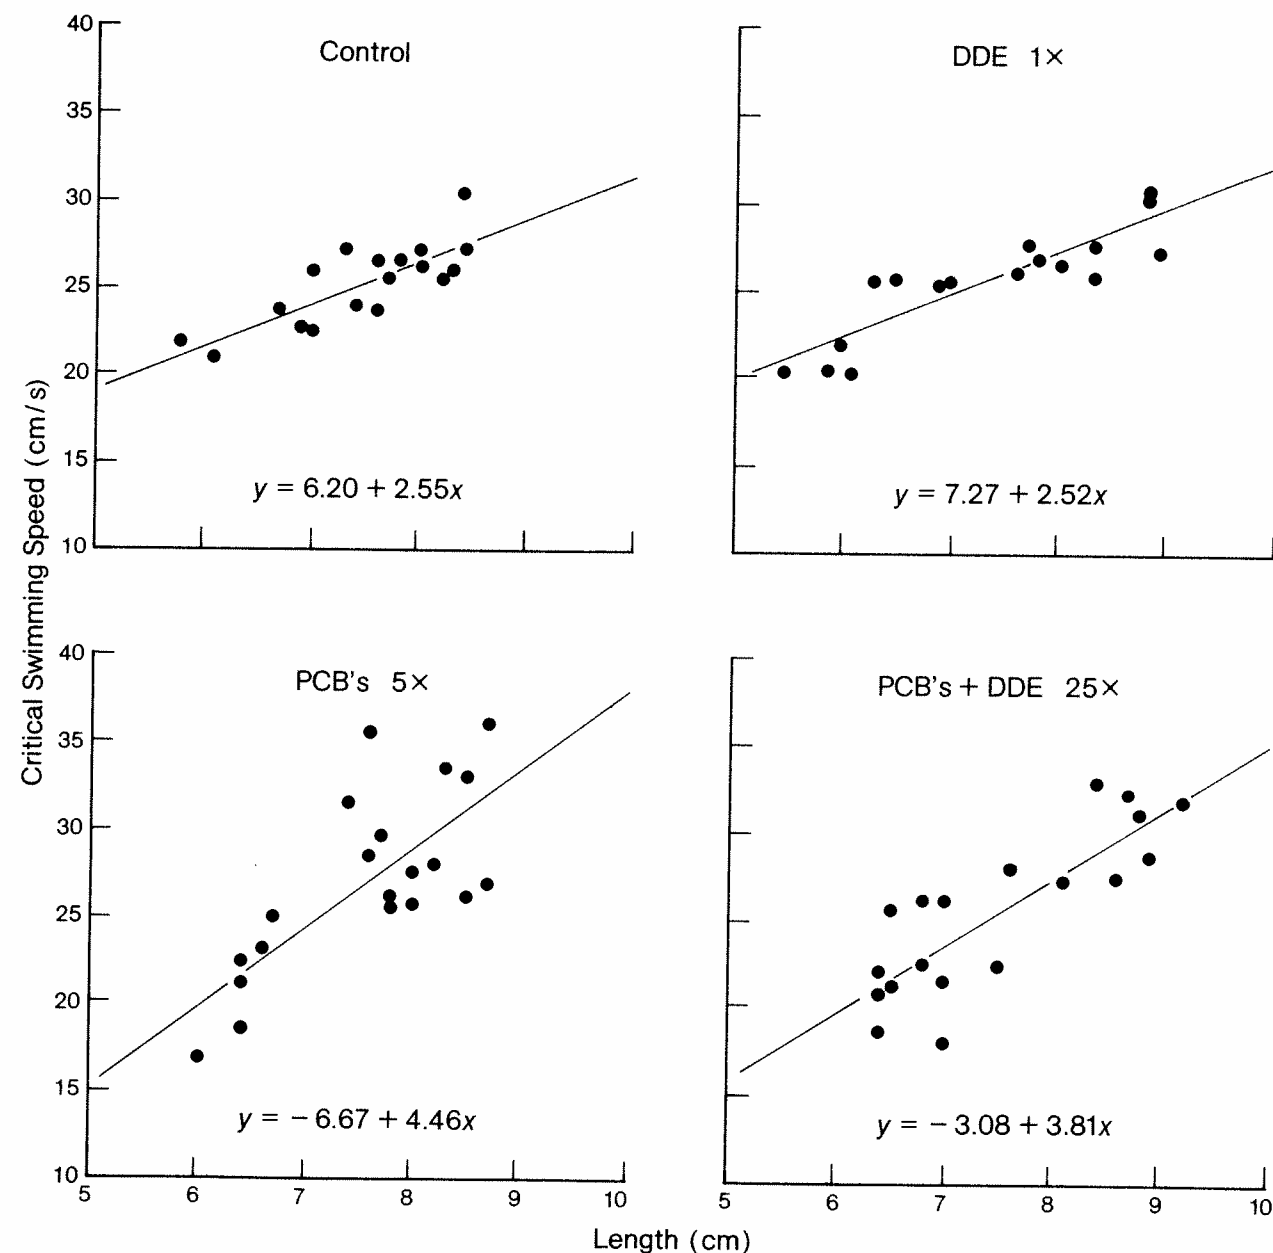 Control
DDE 1×
40
35
30
25
20
15
10
y = 6.20 + 2.55x
y = 7.27 + 2.52x
Critical Swimming Speed (cm/s)
PCB's 5×
PCB's + DDE 25×
40
35
30
25
20
15
10
y = − 6.67 + 4.46x
y = − 3.08 + 3.81x
5 6 7 8 9 10
5 6 7 8 9 10
Length (cm)